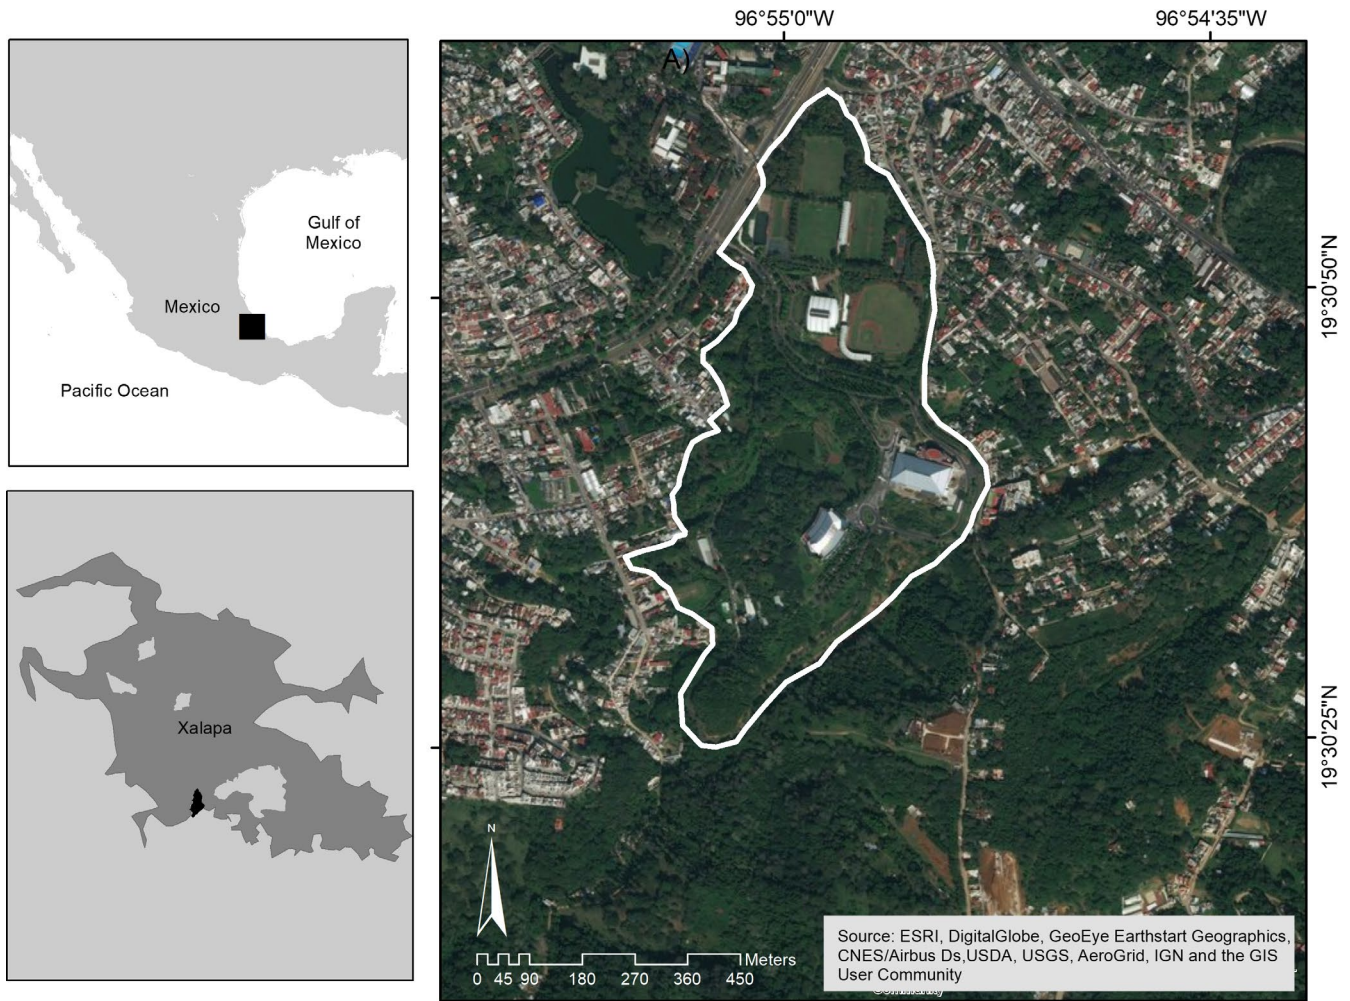 96°55'0"W
96°54'35"W
A)
Gulf of
Mexico
Mexico
Pacific Ocean
19°30'50"N
Xalapa
19°30'25"N
N
Meters
0 45 90 180 270 360 450
Source: ESRI, DigitalGlobe, GeoEye Earthstart Geographics,
CNES/Airbus Ds,USDA, USGS, AeroGrid, IGN and the GIS
User Community